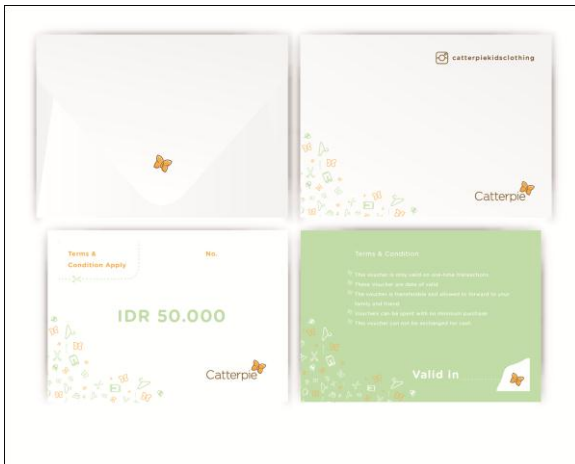 catterpiekidsclothing
Catterpie
Terms &
Condition Apply
No.
IDR 50.000
Catterpie
Terms & Condition
This voucher is only valid on one-time transaction.
These voucher are date of valid
The voucher is transferable and allowed to forward to your
family and friend
Vouchers can be spent with no minimum purchase
This voucher can not be exchanged for cash
Valid in